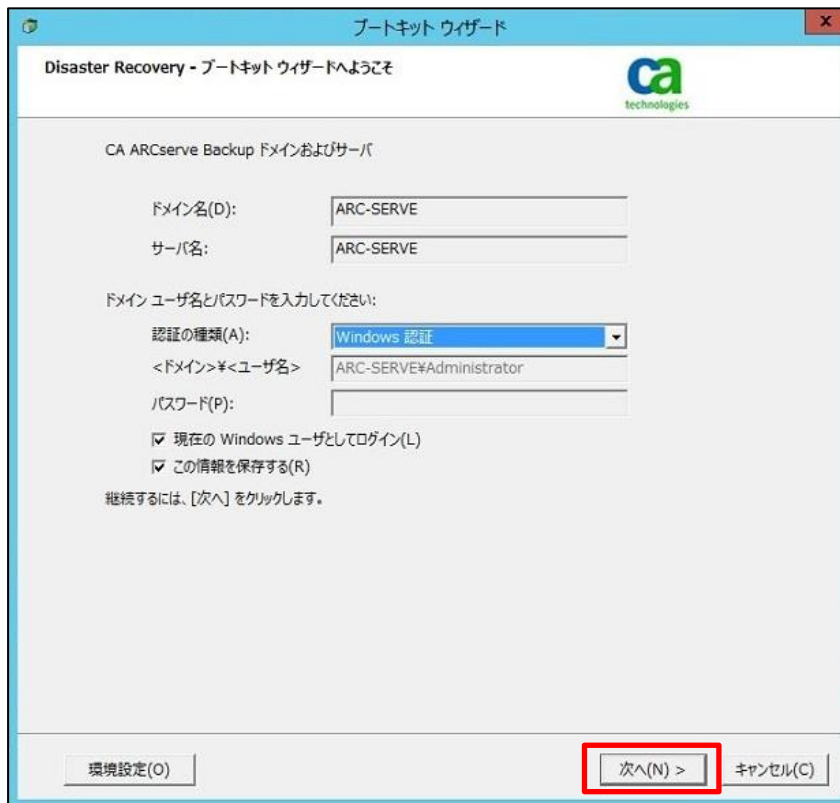 ブートキット ウィザード
x
Disaster Recovery - ブートキット ウィザードへようこそ
ca
technologies
CA ARCserve Backup ドメインおよびサーバ
ドメイン名(D): ARC-SERVE
サーバ名: ARC-SERVE
ドメイン ユーザ名とパスワードを入力してください:
認証の種類(A): Windows 認証
<ドメイン>¥<ユーザ名> ARC-SERVE¥Administrator
パスワード(P):
現在の Windows ユーザとしてログイン(L)
この情報を保存する(R)
継続するには、[次へ] をクリックします。
環境設定(O) 次へ(N) > キャンセル(C)